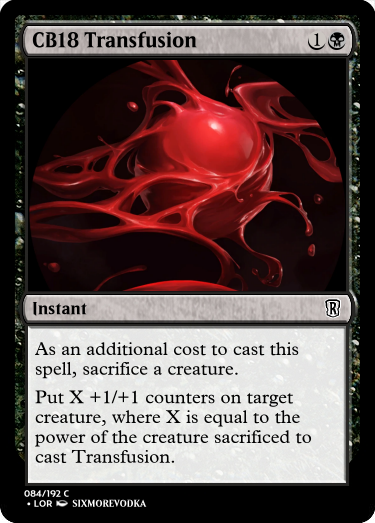 CB18 Transfusion 1
Instant R
As an additional cost to cast this
spell, sacrifice a creature.
Put X +1/+1 counters on target
creature, where X is equal to the
power of the creature sacrificed to
cast Transfusion.
084/192 C
• LOR SIXMOREVODKA